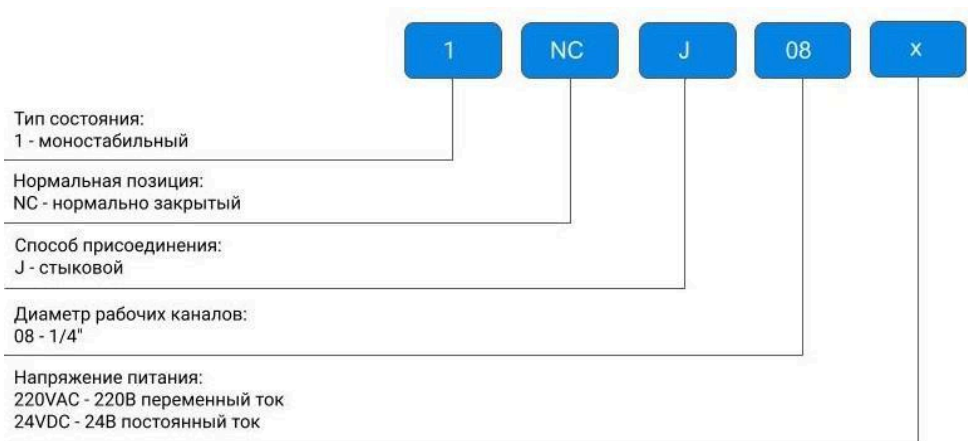 1 NC J 08 x
Тип состояния:
1 - моностабильный
Нормальная позиция:
NC - нормально закрытый
Способ присоединения:
J - стыковой
Диаметр рабочих каналов:
08 - 1/4"
Напряжение питания:
220VAC - 220В переменный ток
24VDC - 24В постоянный ток